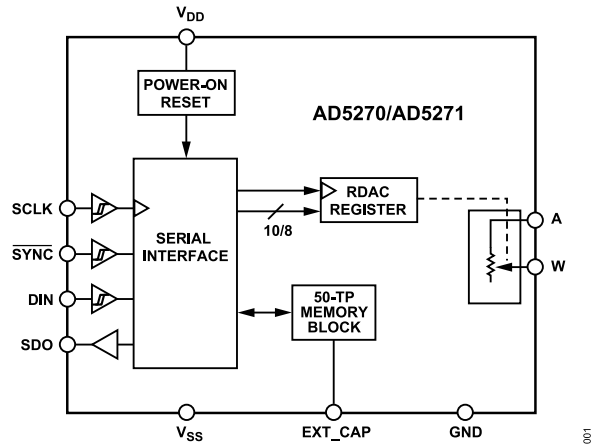 VDD
POWER-ON
RESET
AD5270/AD5271
SCLK
SYNC
DIN
SDO
SERIAL
INTERFACE
10/8
RDAC
REGISTER
A
W
50-TP
MEMORY
BLOCK
VSS
EXT_CAP
GND
001